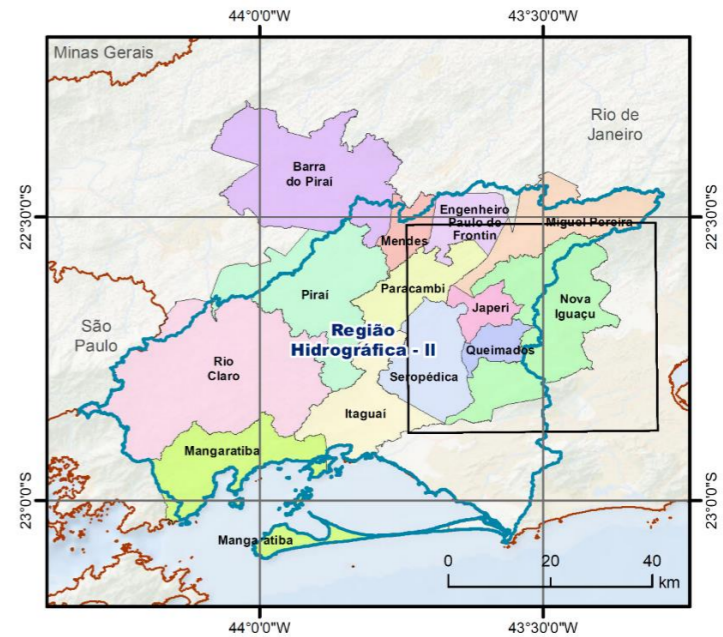 44°0'0"W 43°30'0"W
Minas Gerais
Rio de
Janeiro
Barra
do Piraí
22°30'0"S
22°30'0"S
Engenheiro
Paulo de
Frontin
Miguel Pereira
Mendes
Paracambi
Piraí
Japeri
Nova
Iguaçu
São
Paulo
Região
Hidrográfica - II
Queimados
Rio
Claro
Seropédica
Itaguaí
Mangaratiba
23°0'0"S
23°0'0"S
Mangaratiba
0 20 40
km
44°0'0"W 43°30'0"W